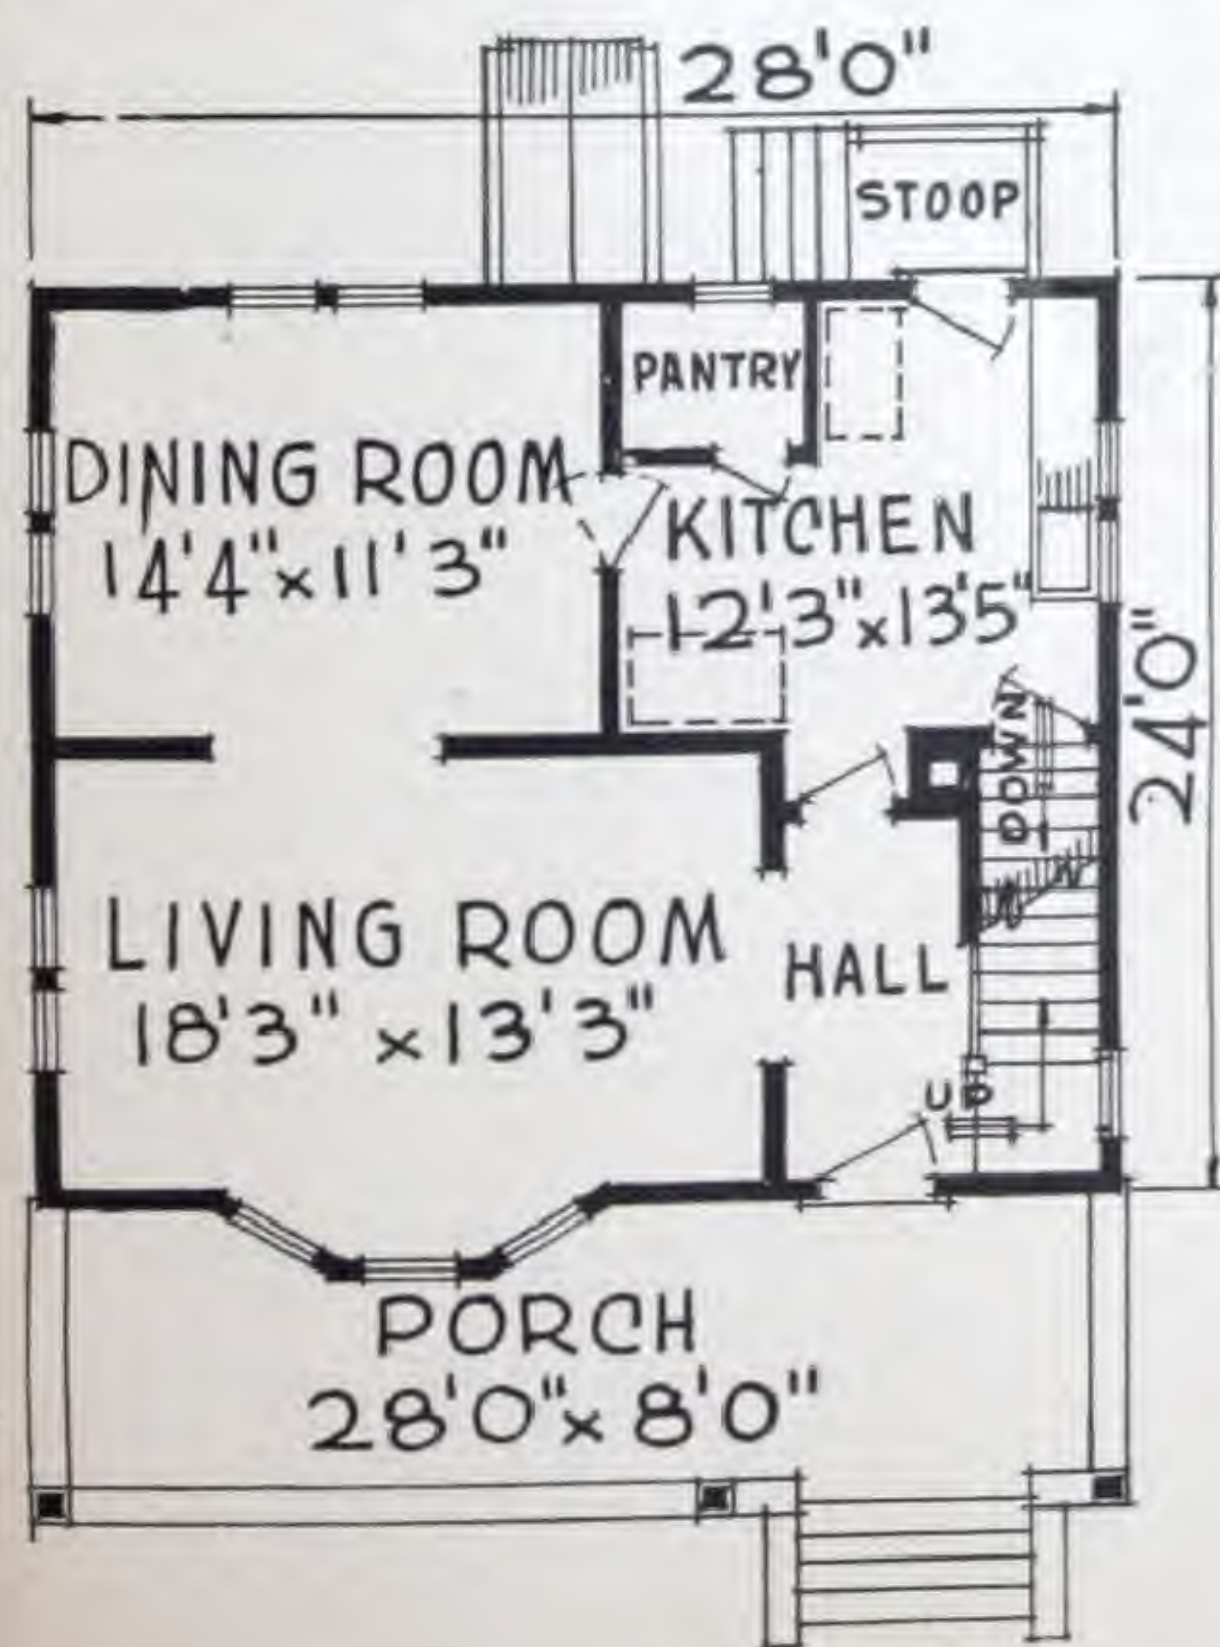 28'0"
STOOP
PANTRY
DINING ROOM
14'4" x 11'3"
KITCHEN
12'3" x 13'5"
DOWN
24'0"
LIVING ROOM
18'3" x 13'3"
HALL
UP
PORCH
28'0" x 8'0"